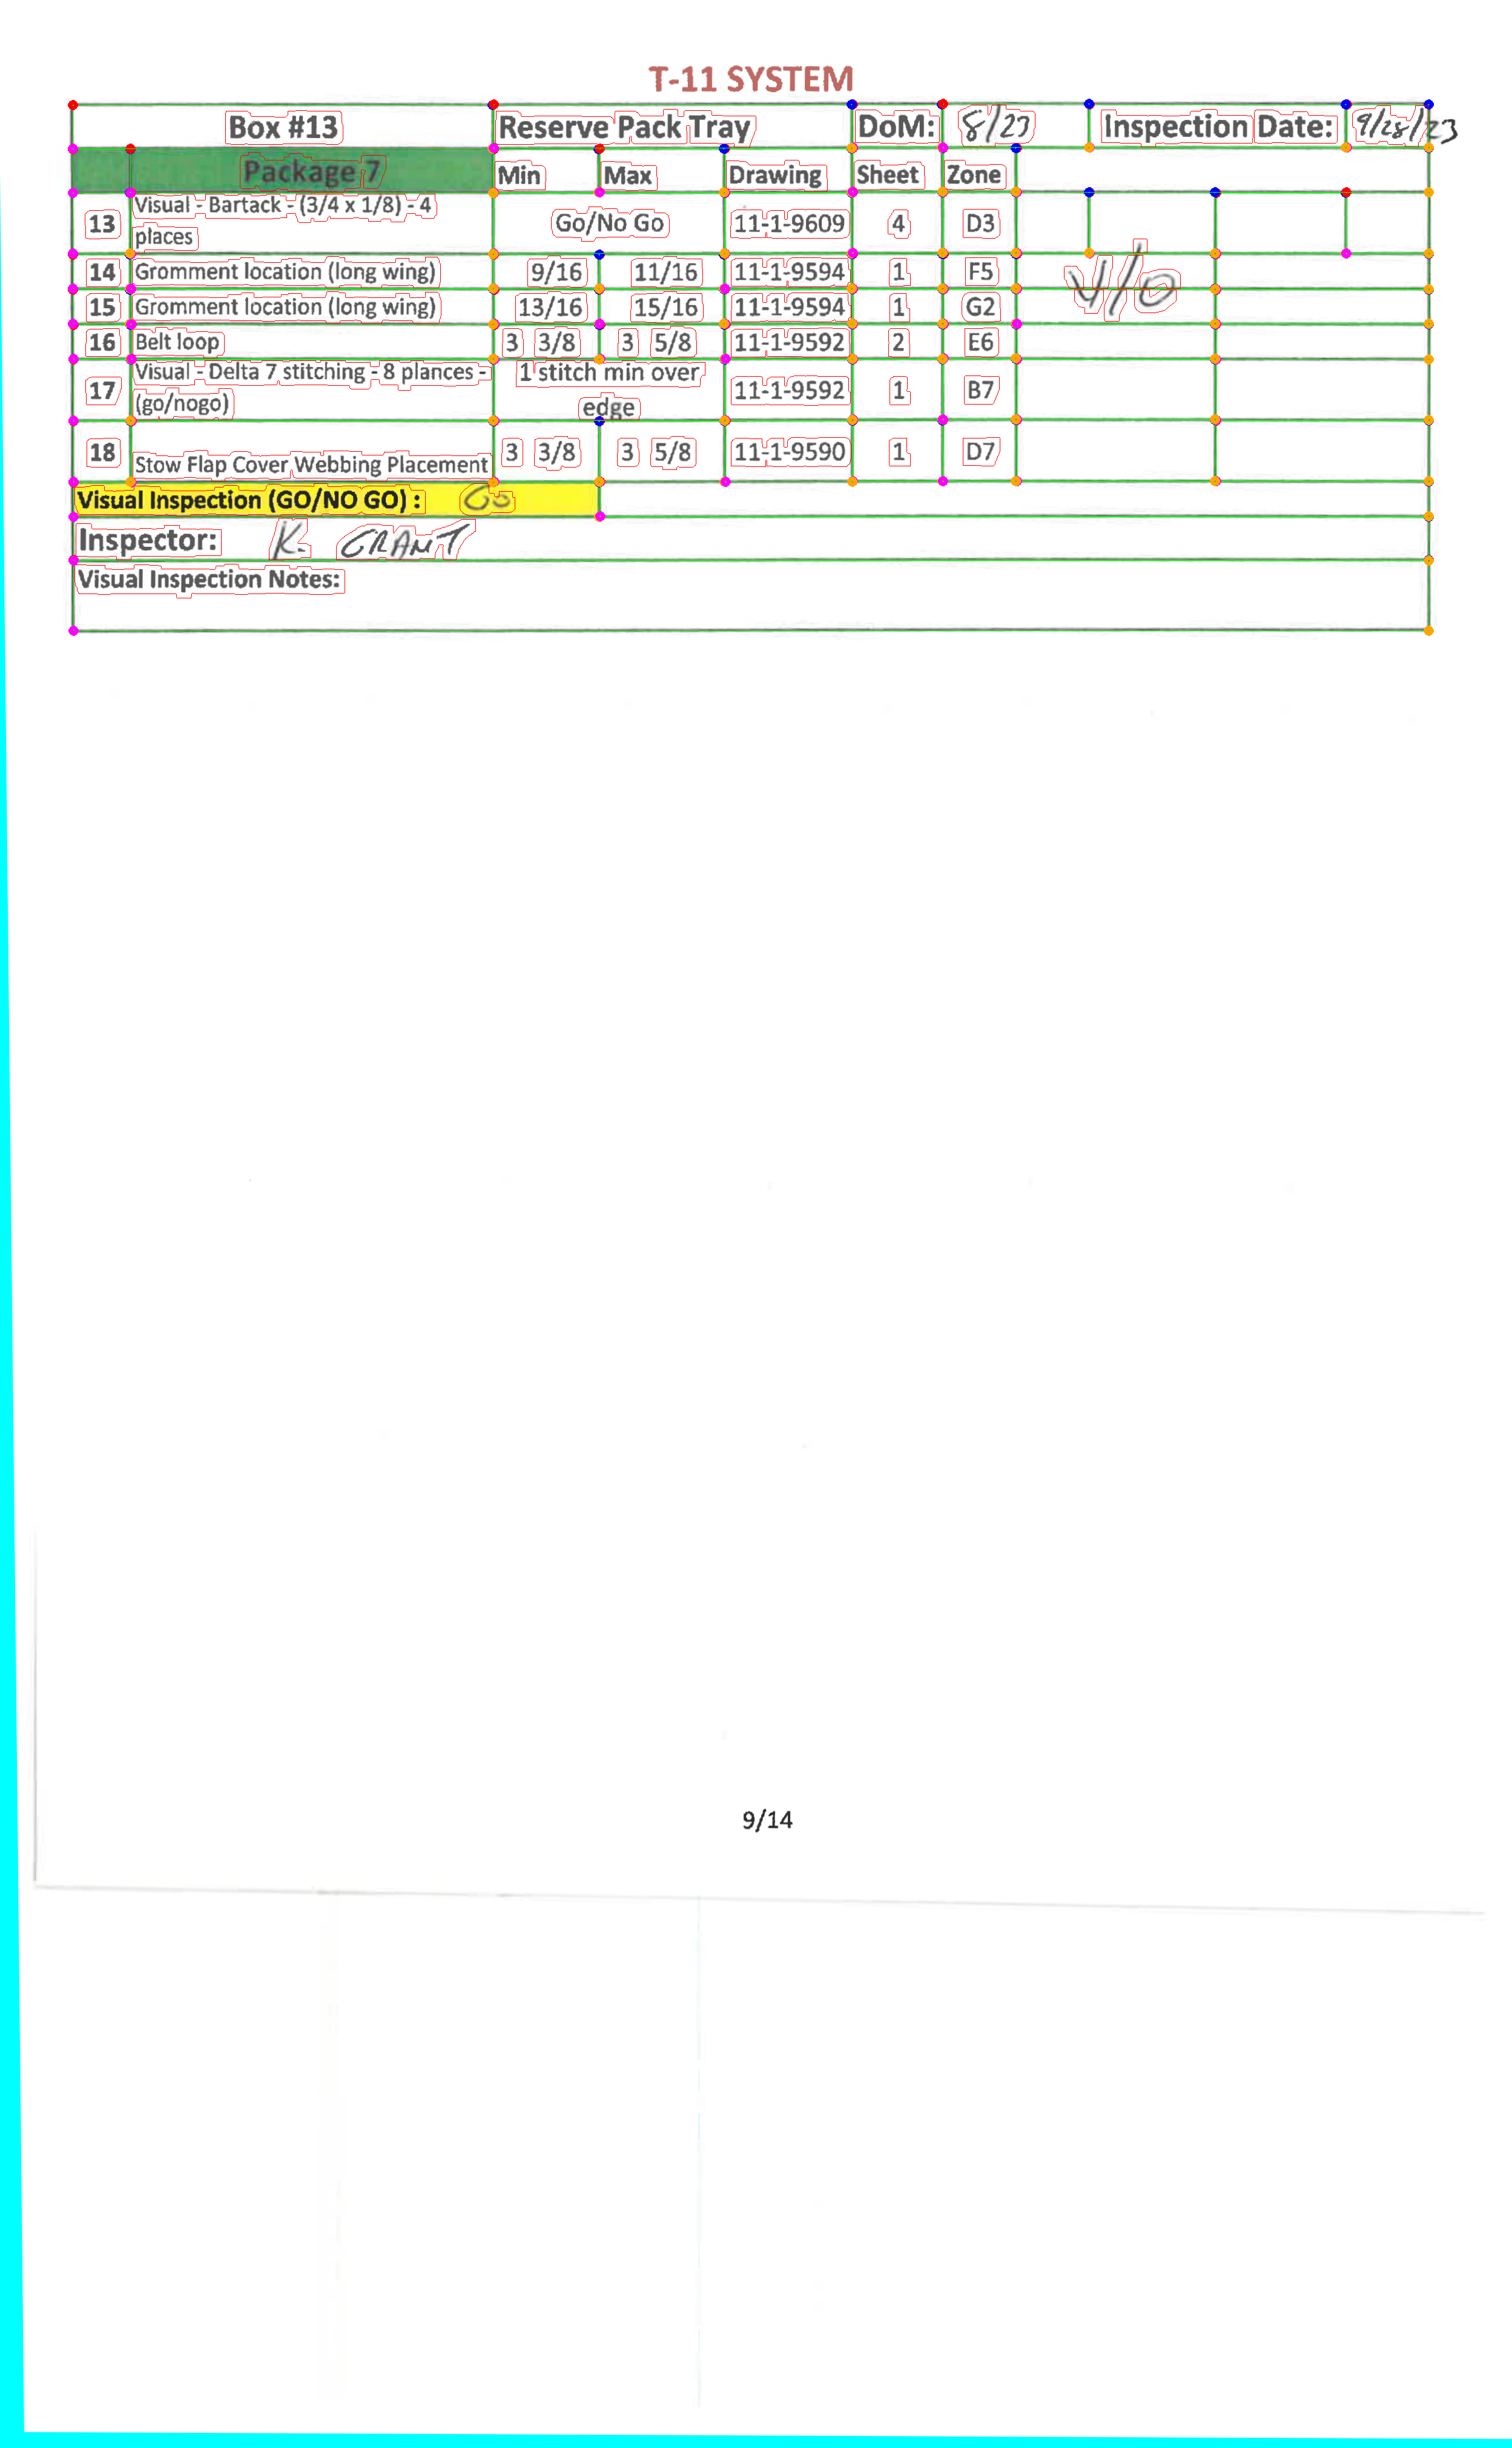 T-11 SYSTEM
Box #13 Reserve Pack Tray DoM: 8/23 Inspection Date: 9/28/23
Package 7 Min Max Drawing Sheet Zone
13 Visual - Bartack - (3/4 x 1/8) - 4 places Go/No Go 11-1-9609 4 D3
14 Gromment location (long wing) 9/16 11/16 11-1-9594 1 F5
15 Gromment location (long wing) 13/16 15/16 11-1-9594 1 G2
16 Belt loop 3 3/8 3 5/8 11-1-9592 2 E6
17 Visual - Delta 7 stitching - 8 plances - (go/nogo) 1 stitch min over edge 11-1-9592 1 B7
18 Stow Flap Cover Webbing Placement 3 3/8 3 5/8 11-1-9590 1 D7
Visual Inspection (GO/NO GO) : GO
Inspector: K. GRANT
Visual Inspection Notes:
9/14